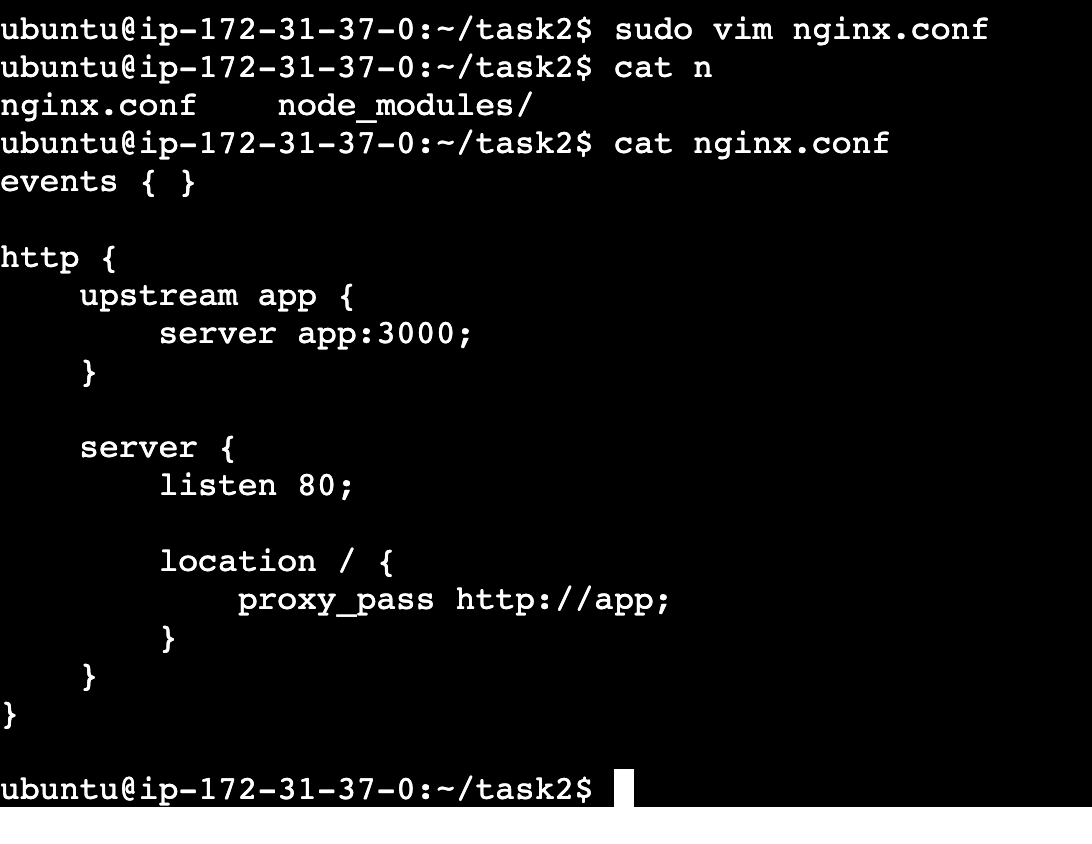 ubuntu@ip-172-31-37-0:~/task2$ sudo vim nginx.conf
ubuntu@ip-172-31-37-0:~/task2$ cat n
nginx.conf    node_modules/
ubuntu@ip-172-31-37-0:~/task2$ cat nginx.conf
events { }

http {
    upstream app {
        server app:3000;
    }

    server {
        listen 80;

        location / {
            proxy_pass http://app;
        }
    }
}

ubuntu@ip-172-31-37-0:~/task2$